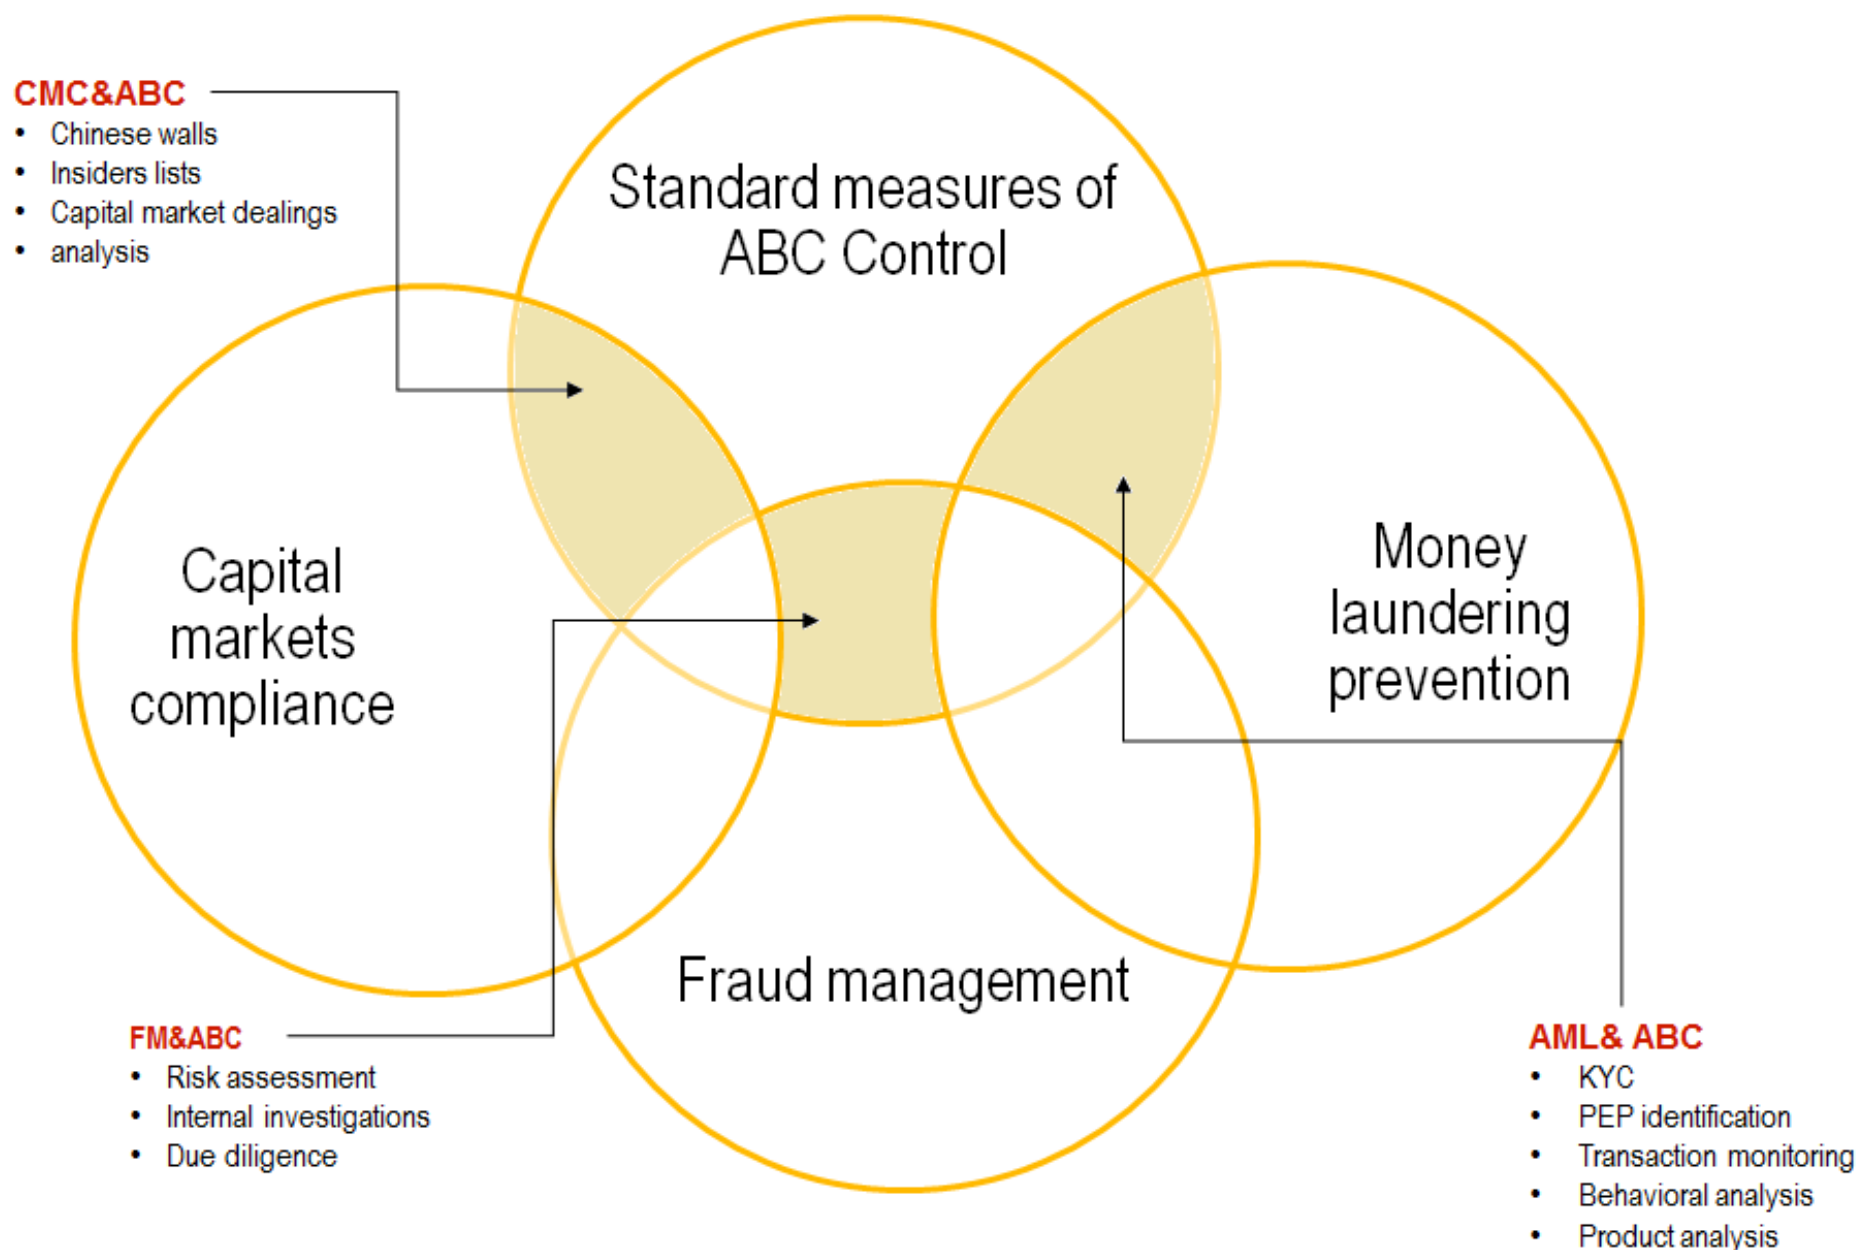 CMC&ABC
• Chinese walls
• Insiders lists
• Capital market dealings
• analysis
Standard measures of
ABC Control
Capital
markets
compliance
Money
laundering
prevention
Fraud management
FM&ABC
• Risk assessment
• Internal investigations
• Due diligence
AML& ABC
• KYC
• PEP identification
• Transaction monitoring
• Behavioral analysis
• Product analysis